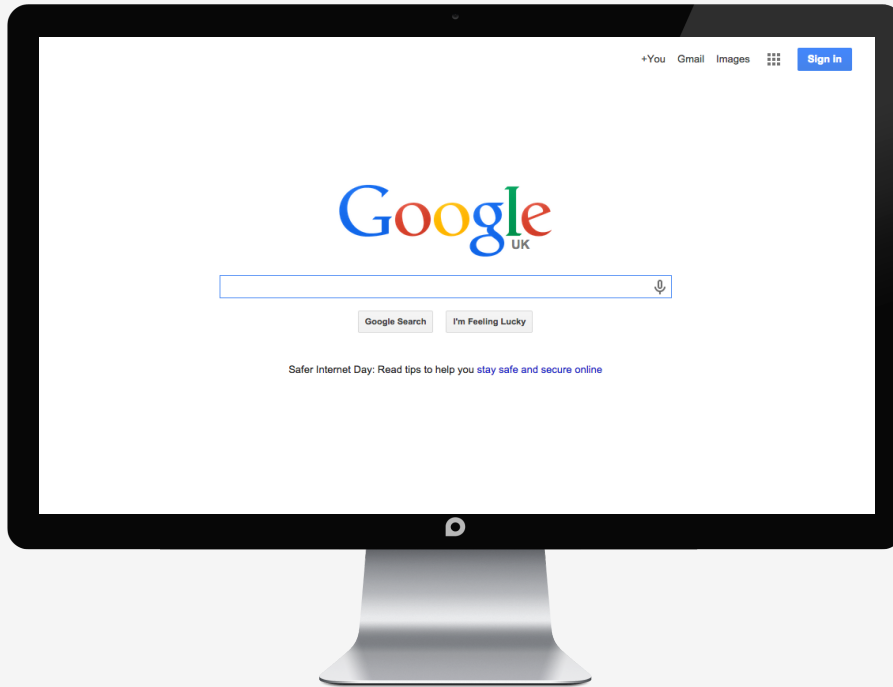 +You Gmail Images Sign in
Google
UK
Google Search I'm Feeling Lucky
Safer Internet Day: Read tips to help you stay safe and secure online